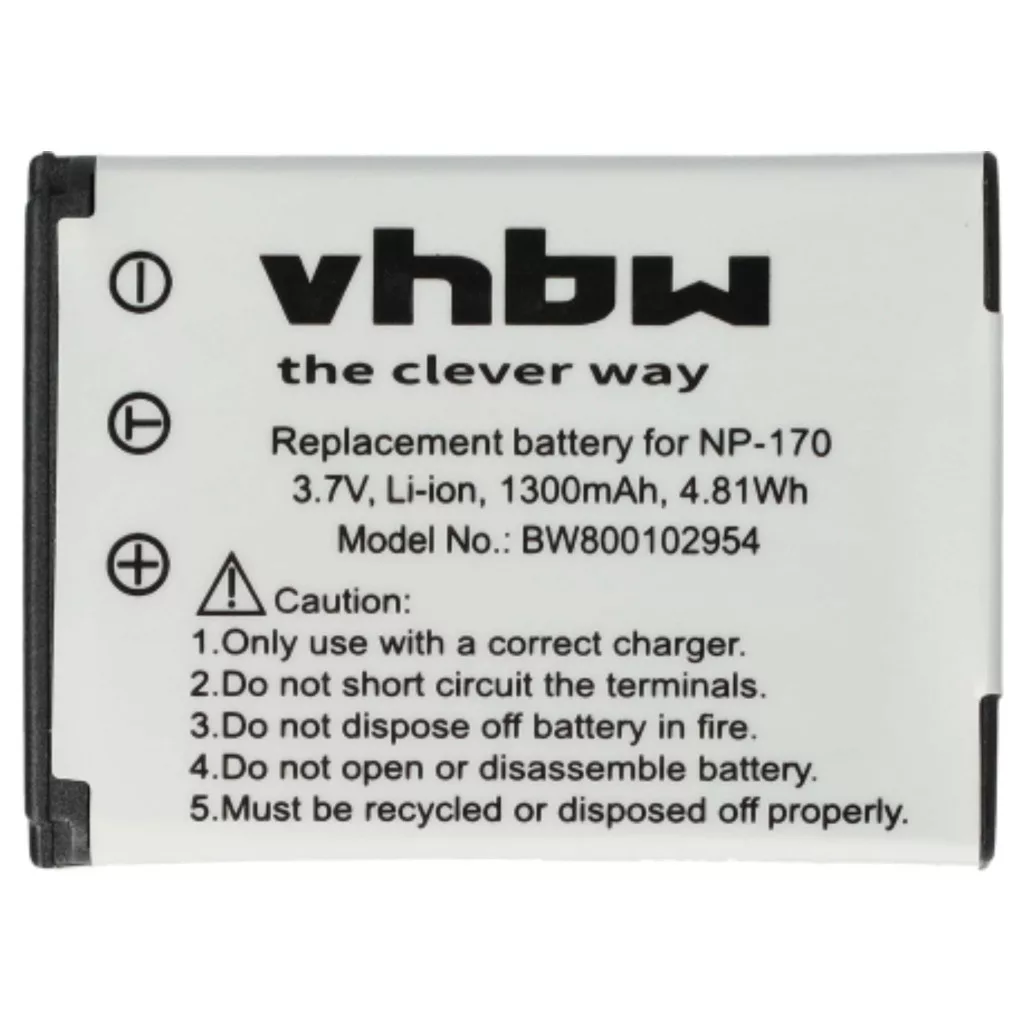 vhbw
the clever way
Replacement battery for NP-170
3.7V, Li-ion, 1300mAh, 4.81Wh
Model No.: BW800102954
Caution:
1.Only use with a correct charger.
2.Do not short circuit the terminals.
3.Do not dispose off battery in fire.
4.Do not open or disassemble battery.
5.Must be recycled or disposed off properly.